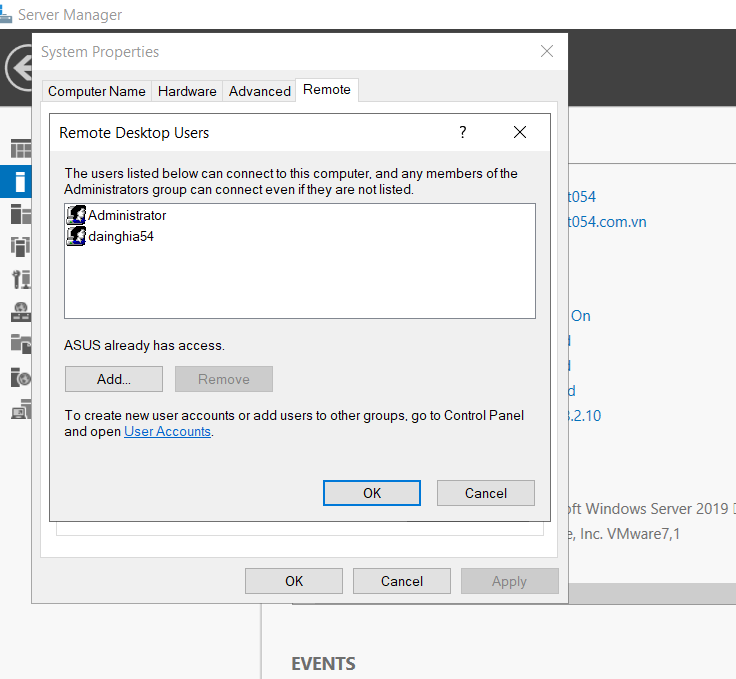 Server Manager
System Properties
Computer Name
Hardware
Advanced
Remote
Remote Desktop Users
?
The users listed below can connect to this computer, and any members of the
Administrators group can connect even if they are not listed.
Administrator
dainghia54
ASUS already has access.
Add...
Remove
To create new user accounts or add users to other groups, go to Control Panel
and open User Accounts.
OK
Cancel
OK
Cancel
Apply
t054
t054.com.vn
On
d
d
d
.2.10
oft Windows Server 2019
e, Inc. VMware7,1
EVENTS